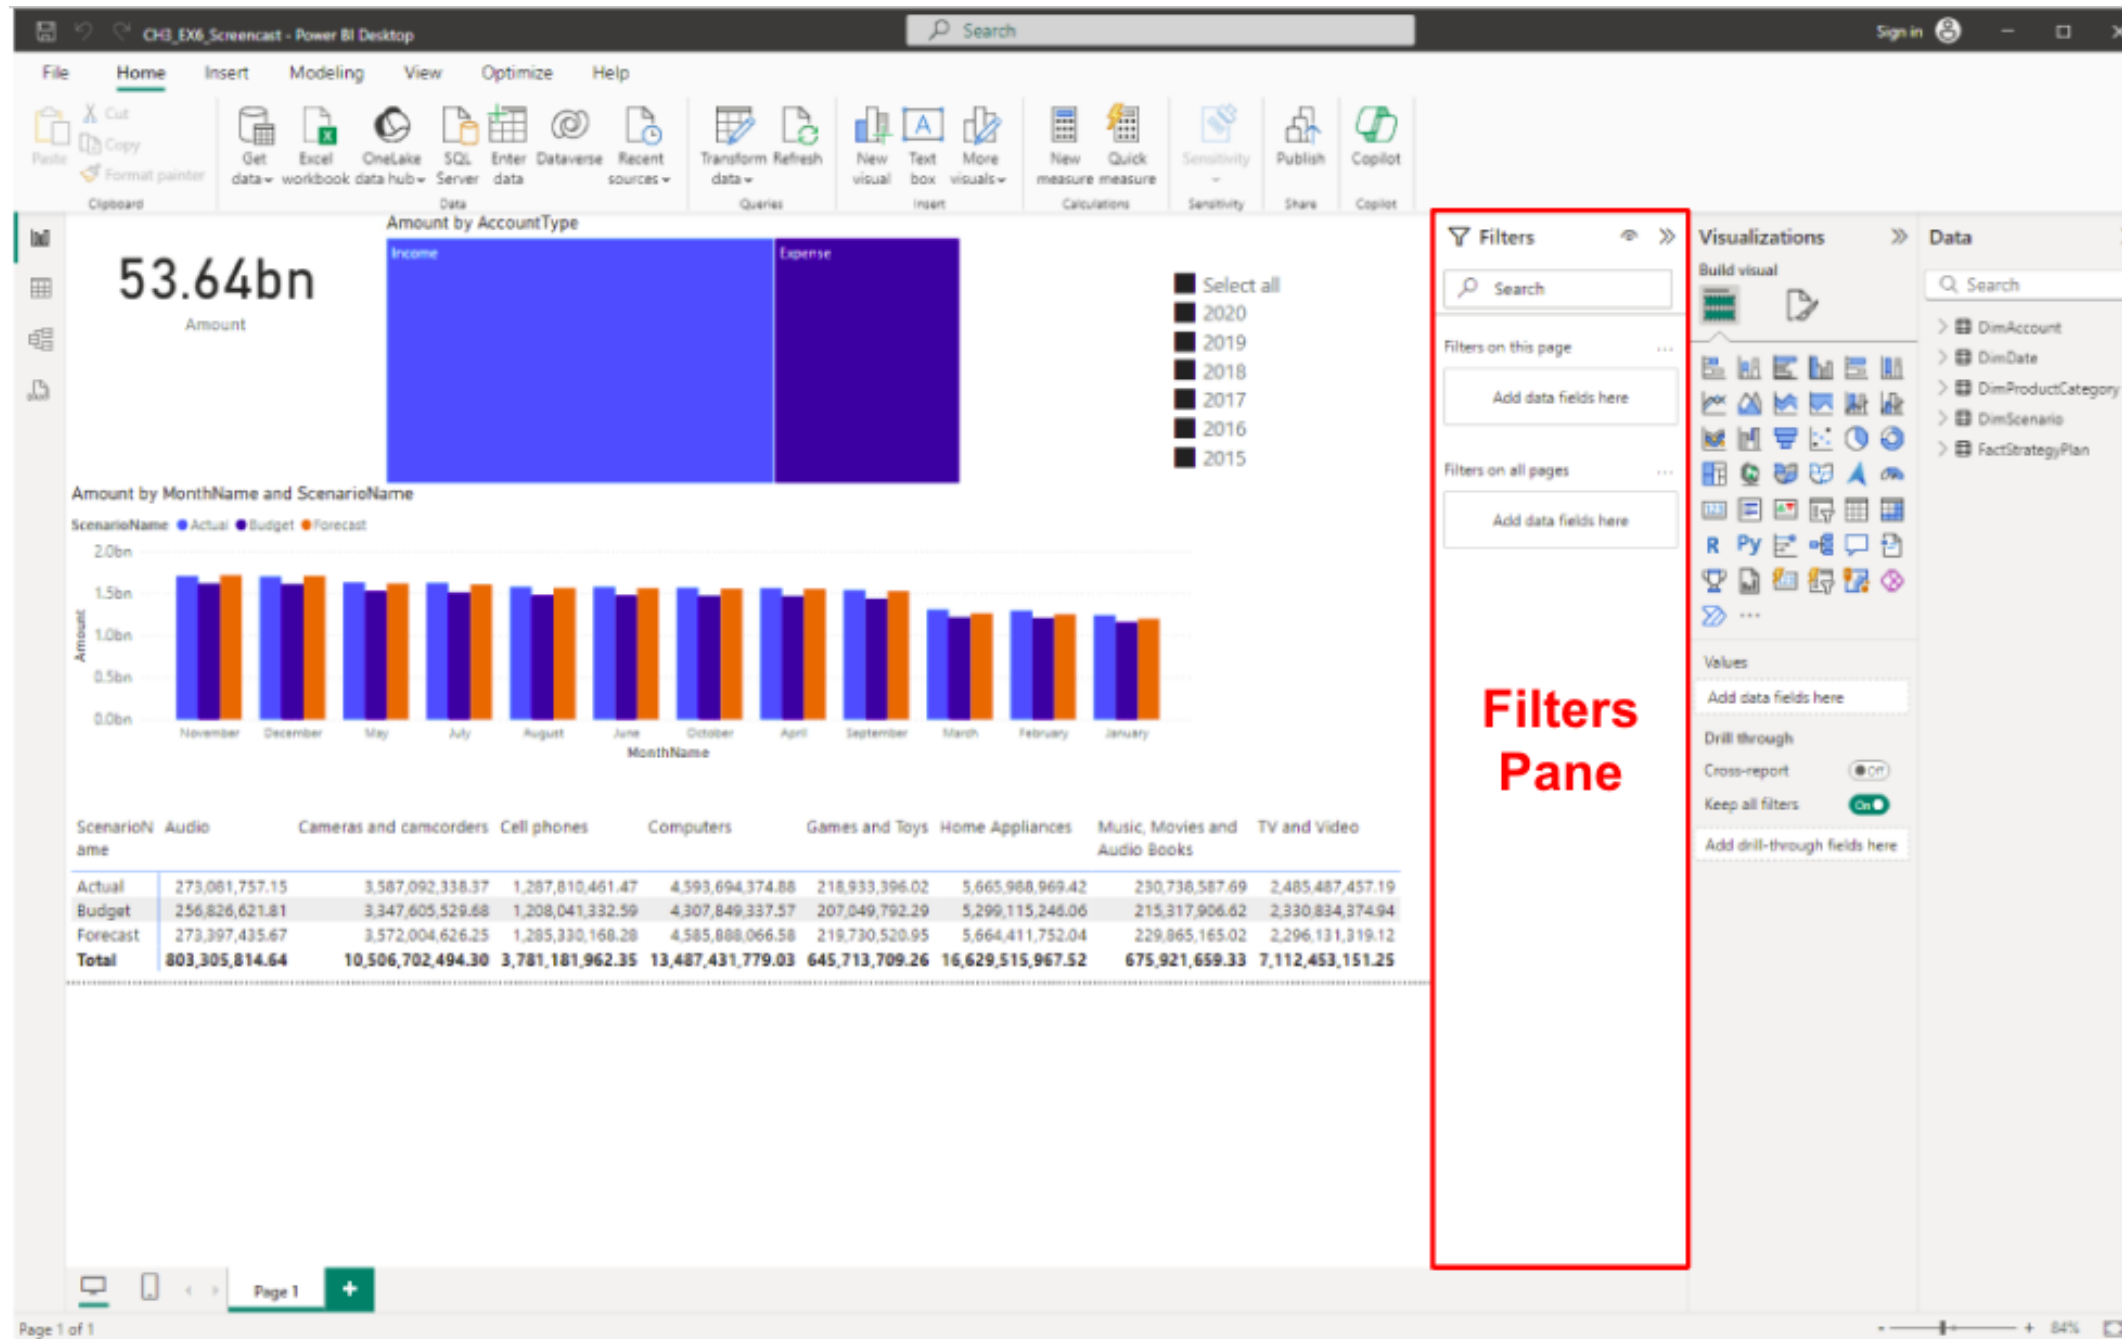 CH3_EX6_Screencast - Power BI Desktop
Search
Sign in
File Home Insert Modeling View Optimize Help
Paste
Cut
Copy
Format painter
Get data
Excel workbook
OneLake data hub
SQL Server
Enter data
Dataverse
Recent sources
Transform data
Refresh
New visual
Text box
More visuals
New measure
Quick measure
Sensitivity
Publish
Copilot
Clipboard
Data
Queries
Insert
Calculations
Sensitivity
Share
Copilot
53.64bn
Amount
Amount by AccountType
Income
Expense
Select all
2020
2019
2018
2017
2016
2015
Amount by MonthName and ScenarioName
ScenarioName Actual Budget Forecast
2.0bn
1.5bn
1.0bn
0.5bn
0.0bn
Amount
November December May July August June October April September March February January
MonthName
ScenarioN
ame
Audio
Cameras and camcorders
Cell phones
Computers
Games and Toys
Home Appliances
Music, Movies and
Audio Books
TV and Video
Actual 273,081,757.15 3,587,092,338.37 1,287,810,461.47 4,593,694,374.88 218,933,396.02 5,665,988,969.42 230,738,587.69 2,485,487,457.19
Budget 256,826,621.81 3,347,605,529.68 1,208,041,332.59 4,307,849,337.57 207,049,792.29 5,299,115,246.06 215,317,906.62 2,330,834,374.94
Forecast 273,397,435.67 3,572,004,626.25 1,285,330,168.28 4,585,888,066.58 219,730,520.95 5,664,411,752.04 229,865,165.02 2,296,131,319.12
Total 803,305,814.64 10,506,702,494.30 3,781,181,962.35 13,487,431,779.03 645,713,709.26 16,629,515,967.52 675,921,659.33 7,112,453,151.25
Filters
Search
Filters on this page
Add data fields here
Filters on all pages
Add data fields here
Filters
Pane
Visualizations
Build visual
R Py
Values
Add data fields here
Drill through
Cross-report Off
Keep all filters On
Add drill-through fields here
Data
Search
DimAccount
DimDate
DimProductCategory
DimScenario
FactStrategyPlan
Page 1
Page 1 of 1
84%